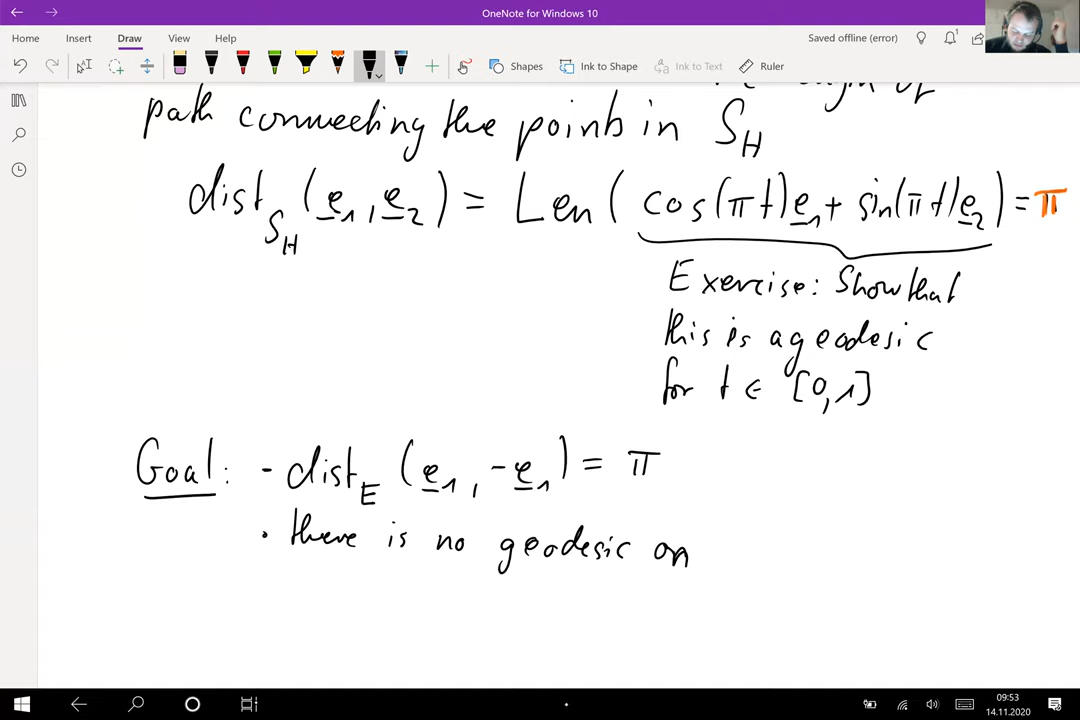 OneNote for Windows 10
Home Insert Draw View Help
Saved offline (error)
Shapes Ink to Shape Ink to Text Ruler
path connecting the points in S_H
dist_{S_H} (e_1, e_2) = Len( cos(πt)e_1 + sin(πt)e_2 ) = π
Exercise: Show that
this is a geodesic
for t ∈ [0,1]
Goal: - dist_E (e_1, -e_1) = π
· there is no geodesic on
09:53
14.11.2020